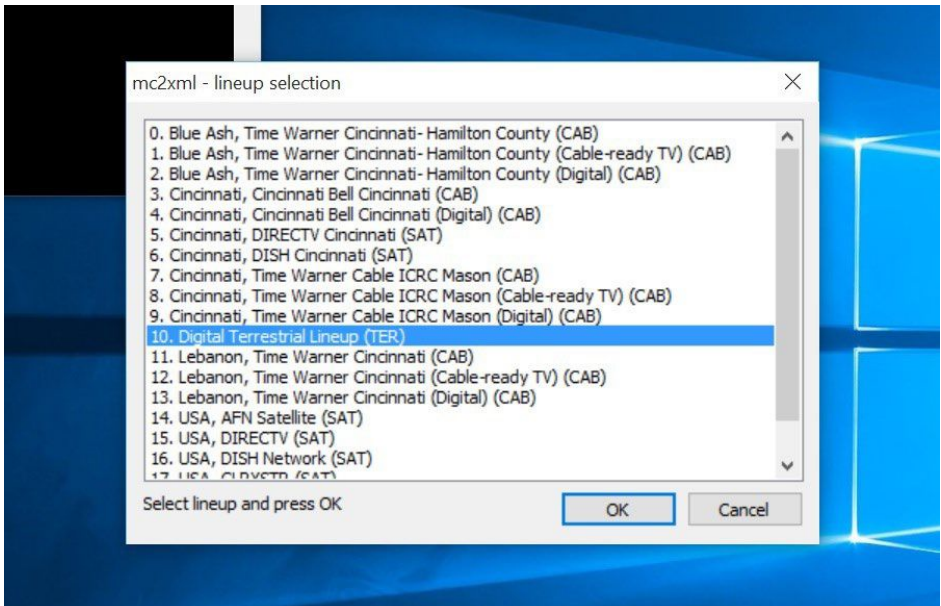 mc2xml - lineup selection
0. Blue Ash, Time Warner Cincinnati- Hamilton County (CAB)
1. Blue Ash, Time Warner Cincinnati- Hamilton County (Cable-ready TV) (CAB)
2. Blue Ash, Time Warner Cincinnati- Hamilton County (Digital) (CAB)
3. Cincinnati, Cincinnati Bell Cincinnati (CAB)
4. Cincinnati, Cincinnati Bell Cincinnati (Digital) (CAB)
5. Cincinnati, DIRECTV Cincinnati (SAT)
6. Cincinnati, DISH Cincinnati (SAT)
7. Cincinnati, Time Warner Cable ICRC Mason (CAB)
8. Cincinnati, Time Warner Cable ICRC Mason (Cable-ready TV) (CAB)
9. Cincinnati, Time Warner Cable ICRC Mason (Digital) (CAB)
10. Digital Terrestrial Lineup (TER)
11. Lebanon, Time Warner Cincinnati (CAB)
12. Lebanon, Time Warner Cincinnati (Cable-ready TV) (CAB)
13. Lebanon, Time Warner Cincinnati (Digital) (CAB)
14. USA, AFN Satellite (SAT)
15. USA, DIRECTV (SAT)
16. USA, DISH Network (SAT)
17. USA, (SAT)
Select lineup and press OK
OK
Cancel